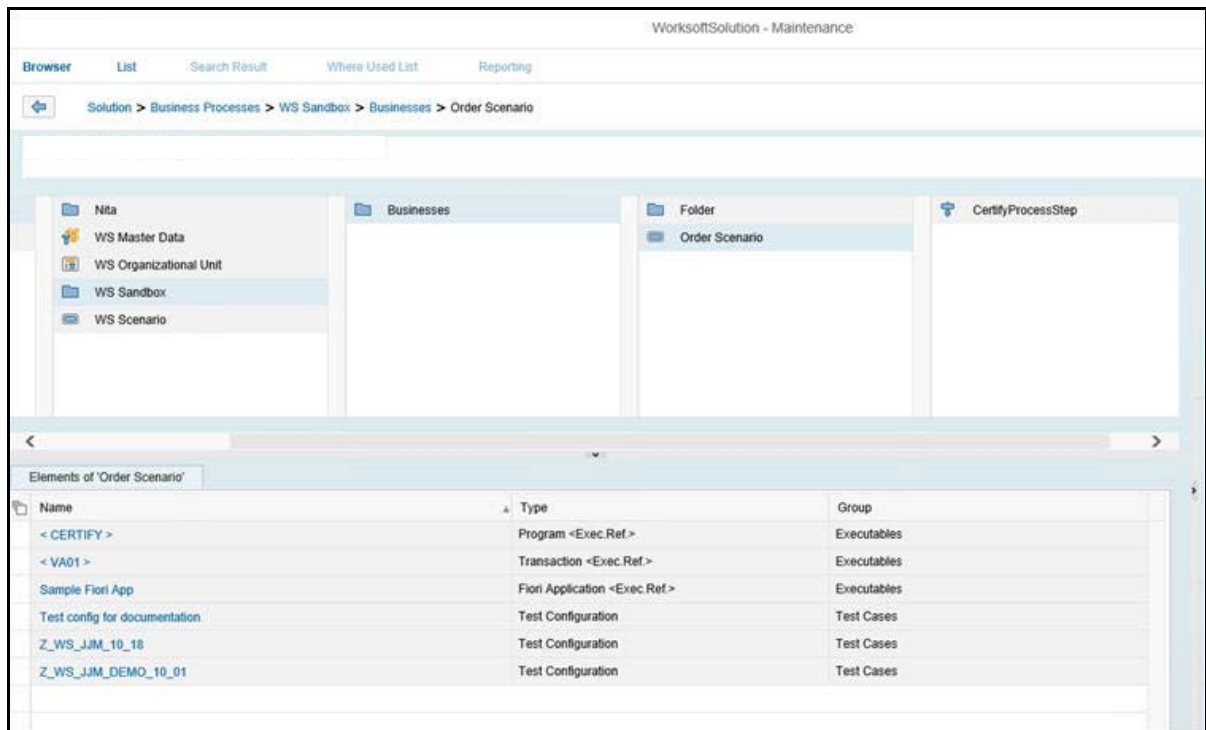 WorksoftSolution - Maintenance
Browser List Search Result Where Used List Reporting
Solution > Business Processes > WS Sandbox > Businesses > Order Scenario
Nita
WS Master Data
WS Organizational Unit
WS Sandbox
WS Scenario
Businesses
Folder
Order Scenario
CertifyProcessStep
Elements of 'Order Scenario'
Name Type Group
< CERTIFY > Program <Exec.Ref.> Executables
< VA01 > Transaction <Exec.Ref.> Executables
Sample Fiori App Fiori Application <Exec.Ref.> Executables
Test config for documentation Test Configuration Test Cases
Z_WS_JJM_10_18 Test Configuration Test Cases
Z_WS_JJM_DEMO_10_01 Test Configuration Test Cases